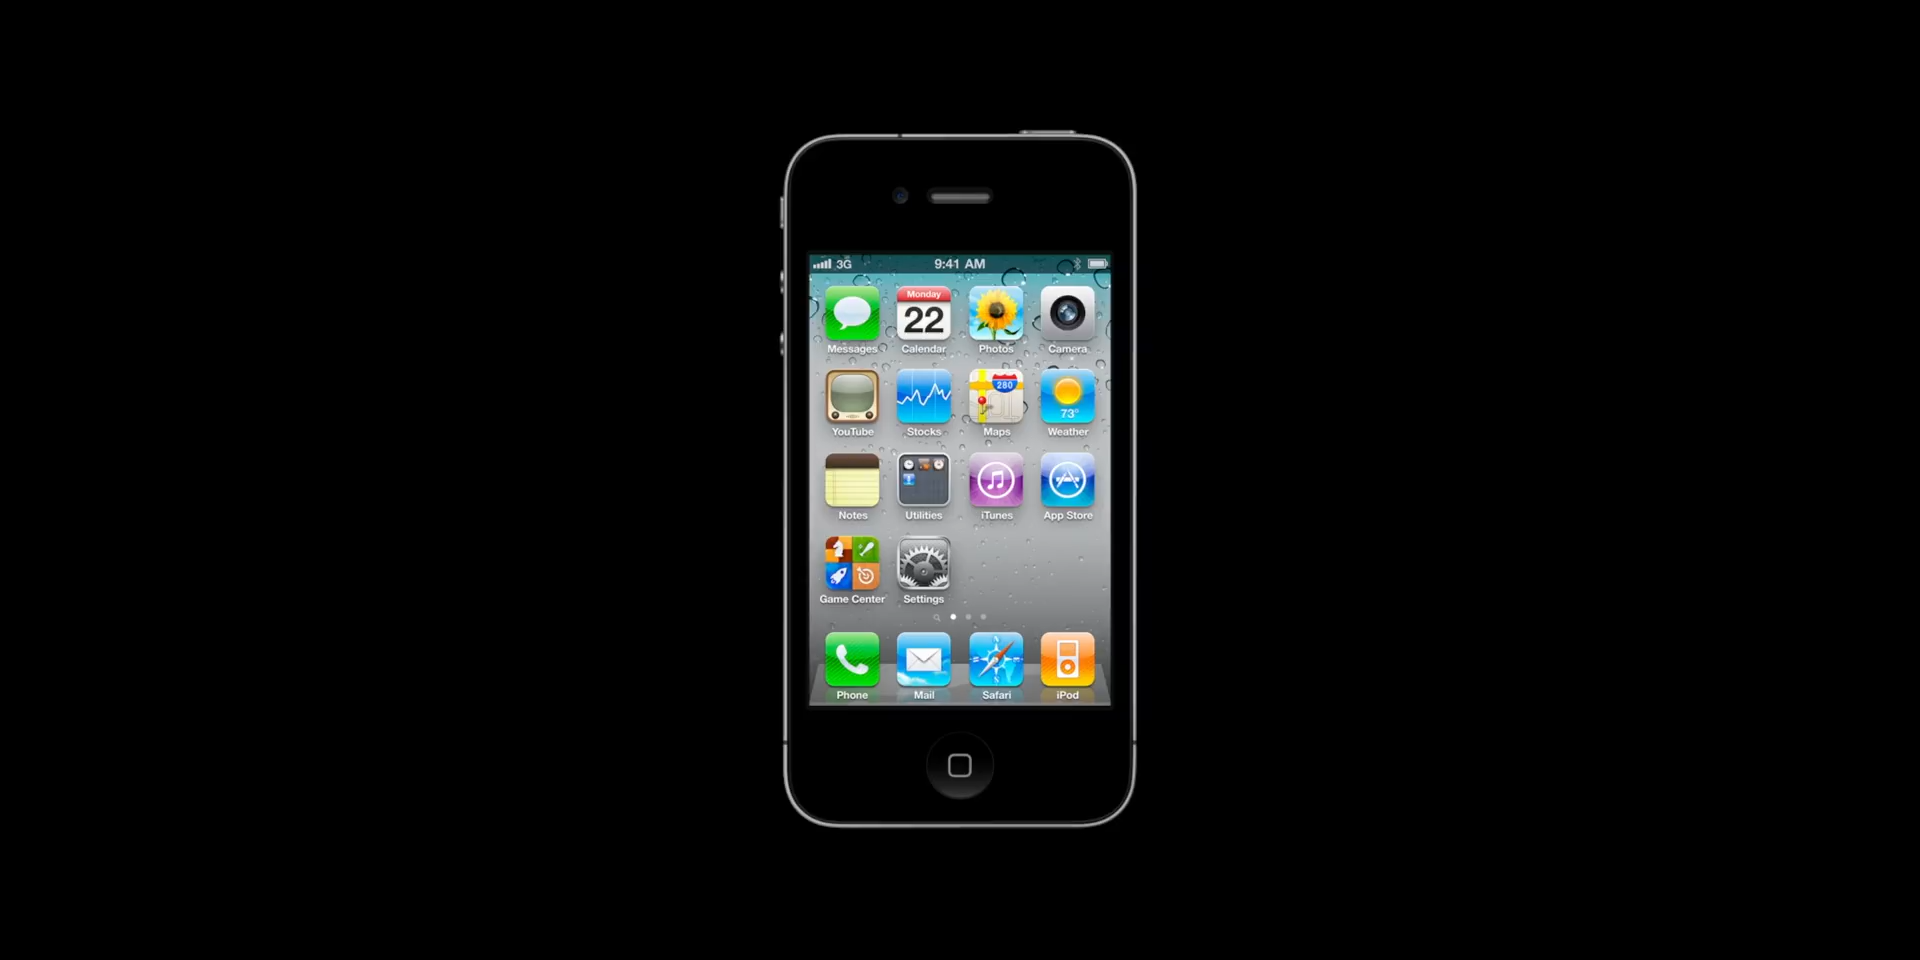 3G 9:41 AM
Monday
22
Messages Calendar Photos Camera
280
73°
YouTube Stocks Maps Weather
Notes Utilities iTunes App Store
Game Center Settings
Phone Mail Safari iPod